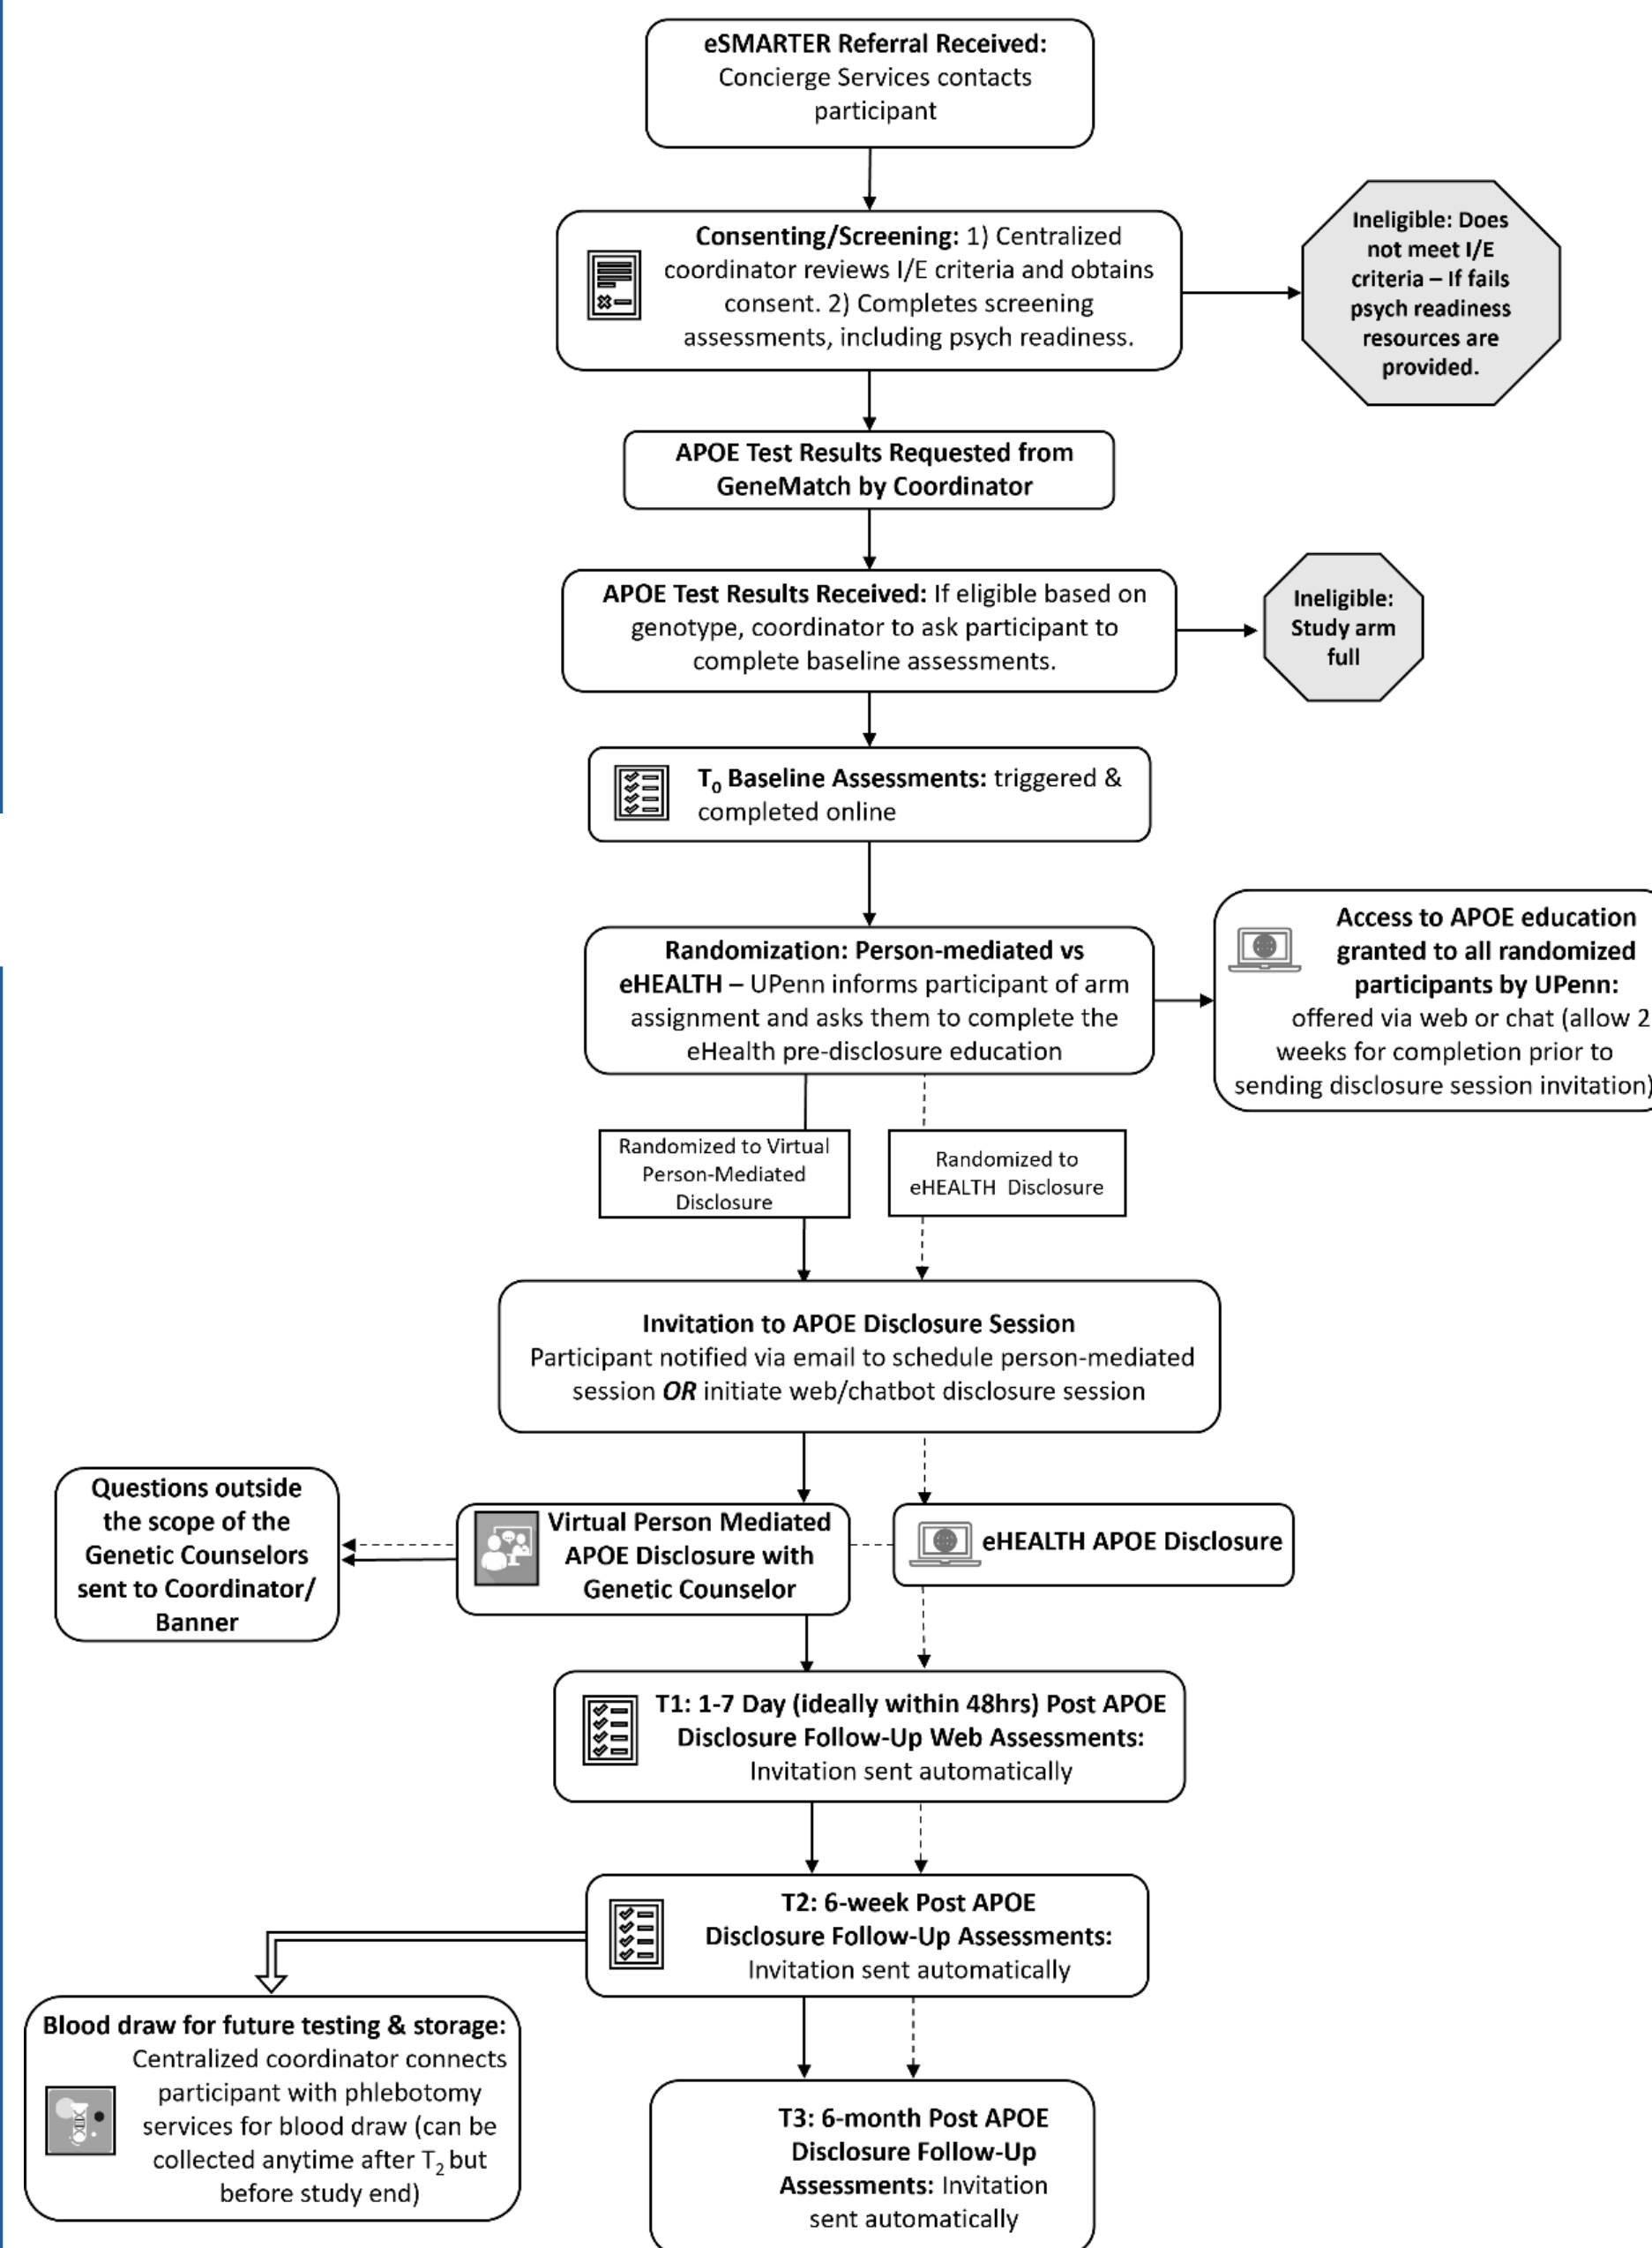 eSMARTER Referral Received:
Concierge Services contacts
participant
Consenting/Screening: 1) Centralized
coordinator reviews I/E criteria and obtains
consent. 2) Completes screening
assessments, including psych readiness.
Ineligible: Does
not meet I/E
criteria – If fails
psych readiness
resources are
provided.
APOE Test Results Requested from
GeneMatch by Coordinator
APOE Test Results Received: If eligible based on
genotype, coordinator to ask participant to
complete baseline assessments.
Ineligible:
Study arm
full
T0 Baseline Assessments: triggered &
completed online
Randomization: Person-mediated vs
eHEALTH – UPenn informs participant of arm
assignment and asks them to complete the
eHealth pre-disclosure education
Access to APOE education
granted to all randomized
participants by UPenn:
offered via web or chat (allow 2
weeks for completion prior to
sending disclosure session invitation)
Randomized to Virtual
Person-Mediated
Disclosure
Randomized to
eHEALTH Disclosure
Invitation to APOE Disclosure Session
Participant notified via email to schedule person-mediated
session OR initiate web/chatbot disclosure session
Questions outside
the scope of the
Genetic Counselors
sent to Coordinator/
Banner
Virtual Person Mediated
APOE Disclosure with
Genetic Counselor
eHEALTH APOE Disclosure
T1: 1-7 Day (ideally within 48hrs) Post APOE
Disclosure Follow-Up Web Assessments:
Invitation sent automatically
T2: 6-week Post APOE
Disclosure Follow-Up Assessments:
Invitation sent automatically
Blood draw for future testing & storage:
Centralized coordinator connects
participant with phlebotomy
services for blood draw (can be
collected anytime after T2 but
before study end)
T3: 6-month Post APOE
Disclosure Follow-Up
Assessments: Invitation
sent automatically